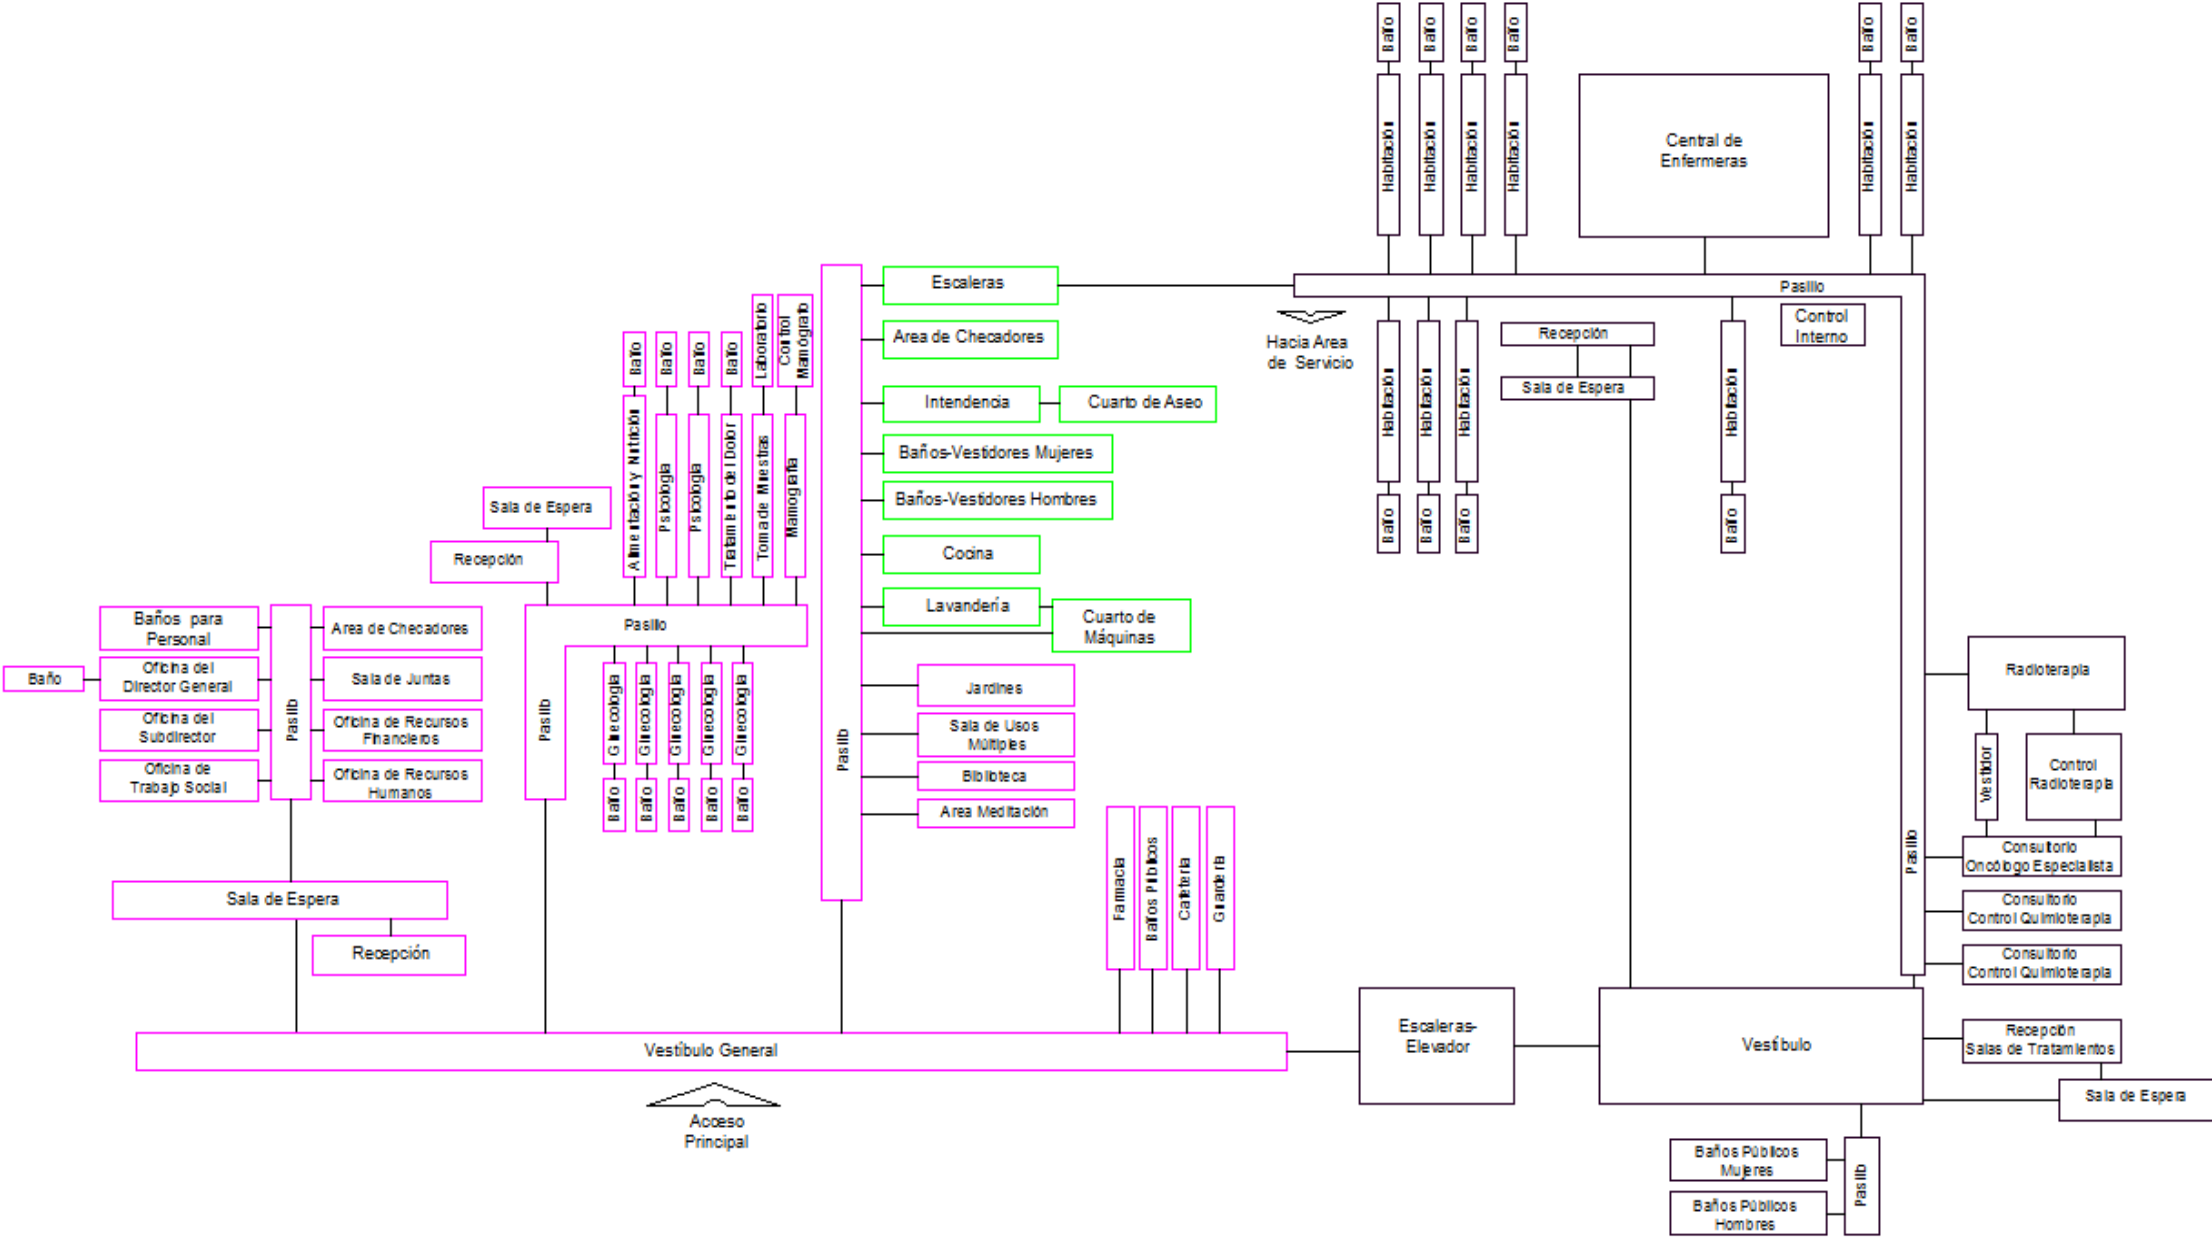 Baño
Baño
Baño
Baño
Baño
Baño
Habitación
Habitación
Habitación
Habitación
Central de
Enfermeras
Habitación
Habitación
Pasillo
Control
Interno
Hacia Area
de Servicio
Recepción
Sala de Espera
Habitación
Habitación
Habitación
Habitación
Baño
Baño
Baño
Baño
Escaleras
Area de Checadores
Intendencia
Cuarto de Aseo
Baños-Vestidores Mujeres
Baños-Vestidores Hombres
Cocina
Lavandería
Cuarto de
Máquinas
Jardines
Sala de Usos
Múltiples
Biblioteca
Area Meditación
Pasillo
Baño
Baño
Baño
Baño
Laboratorio
Control
Mamógrafo
Alimentación y Nutrición
Psicología
Psicología
Tratamiento del Dolor
Toma de Muestras
Mamografía
Sala de Espera
Recepción
Pasillo
Pasillo
Ginecología
Ginecología
Ginecología
Ginecología
Ginecología
Baño
Baño
Baño
Baño
Baño
Baños para
Personal
Area de Checadores
Baño
Oficina del
Director General
Sala de Juntas
Pasillo
Oficina del
Subdirector
Oficina de Recursos
Financieros
Oficina de
Trabajo Social
Oficina de Recursos
Humanos
Sala de Espera
Recepción
Farmacia
Baños Públicos
Cafetería
Guardería
Vestíbulo General
Acceso
Principal
Escaleras-
Elevador
Vestíbulo
Radioterapia
Vestidor
Control
Radioterapia
Pasillo
Consultorio
Oncólogo Especialista
Consultorio
Control Quimioterapia
Consultorio
Control Quimioterapia
Recepción
Salas de Tratamientos
Sala de Espera
Baños Públicos
Mujeres
Baños Públicos
Hombres
Pasillo